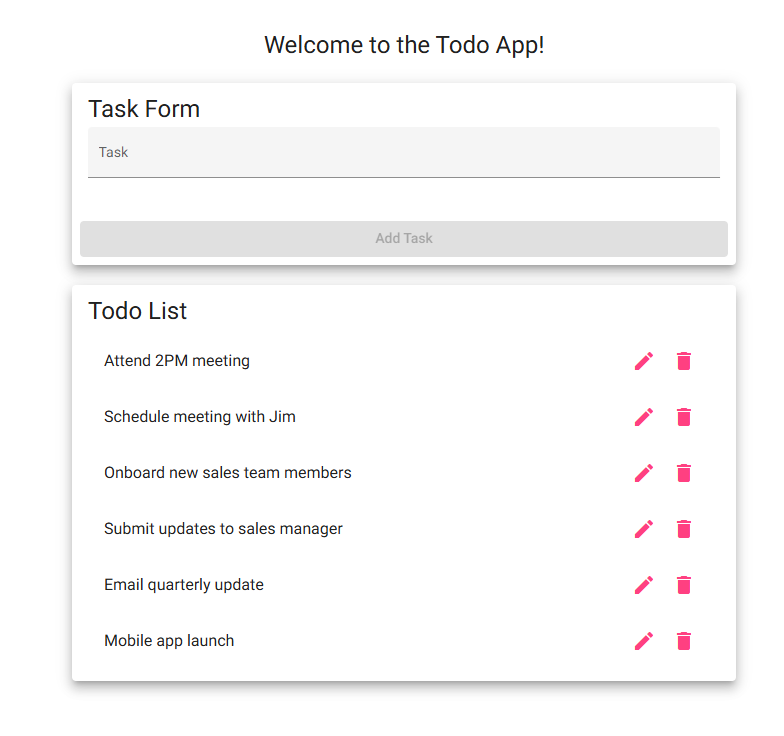 Welcome to the Todo App!
Task Form
Task
Add Task
Todo List
Attend 2PM meeting
Schedule meeting with Jim
Onboard new sales team members
Submit updates to sales manager
Email quarterly update
Mobile app launch